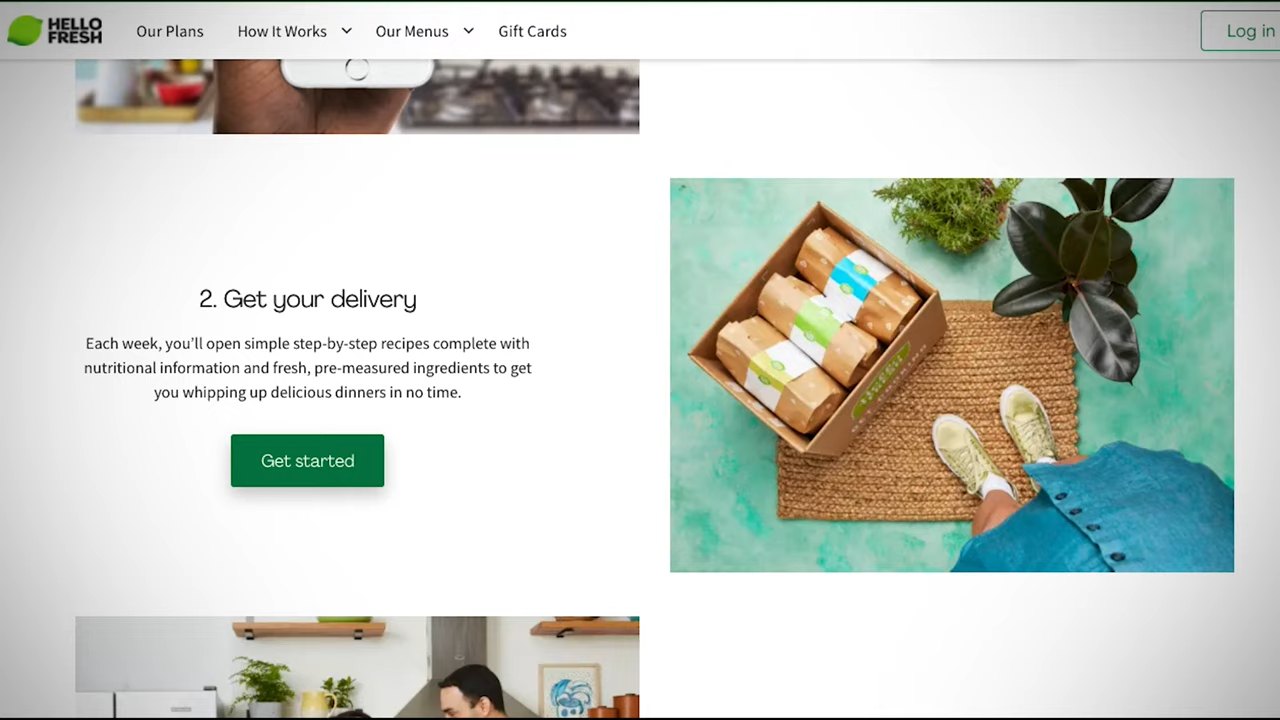 HELLO
FRESH
Our Plans
How It Works
Our Menus
Gift Cards
Log in
2. Get your delivery
Each week, you'll open simple step-by-step recipes complete with
nutritional information and fresh, pre-measured ingredients to get
you whipping up delicious dinners in no time.
Get started